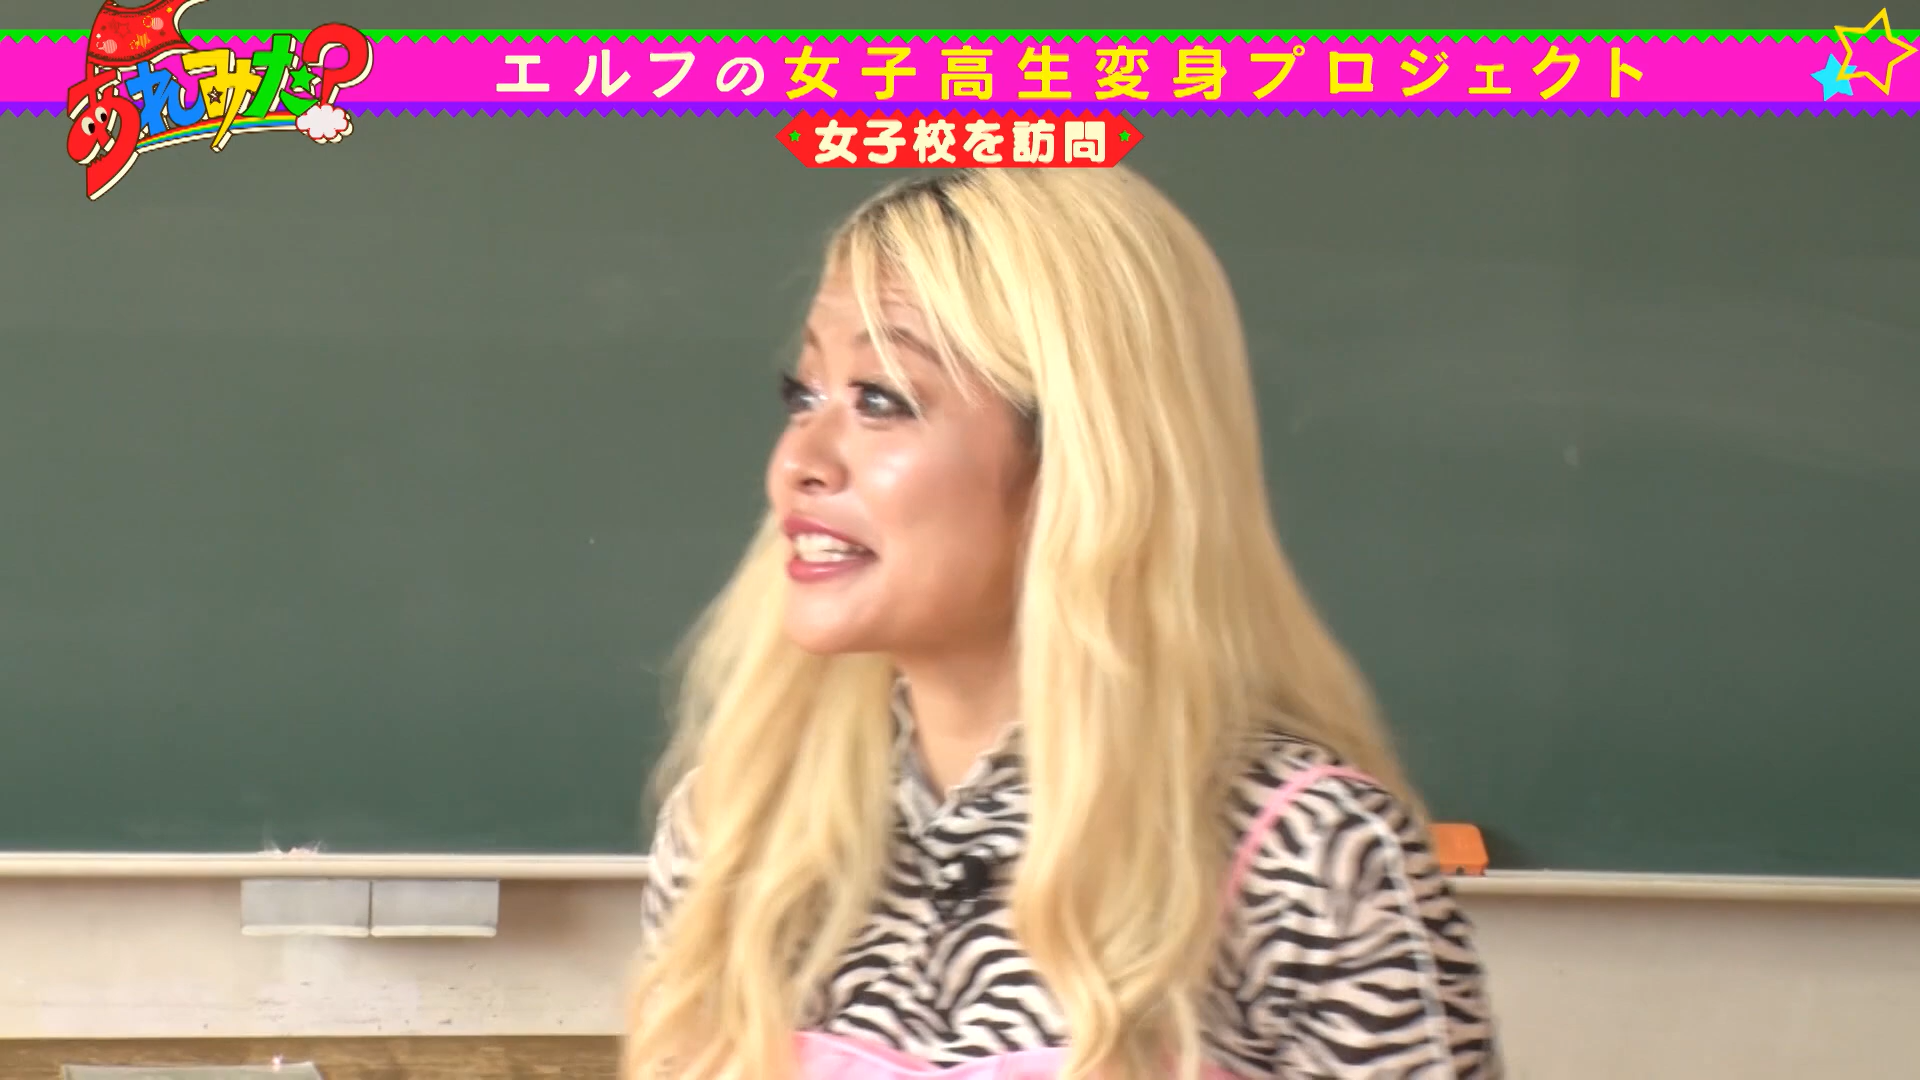 あれみた？
エルフの女子高生変身プロジェクト
女子校を訪問